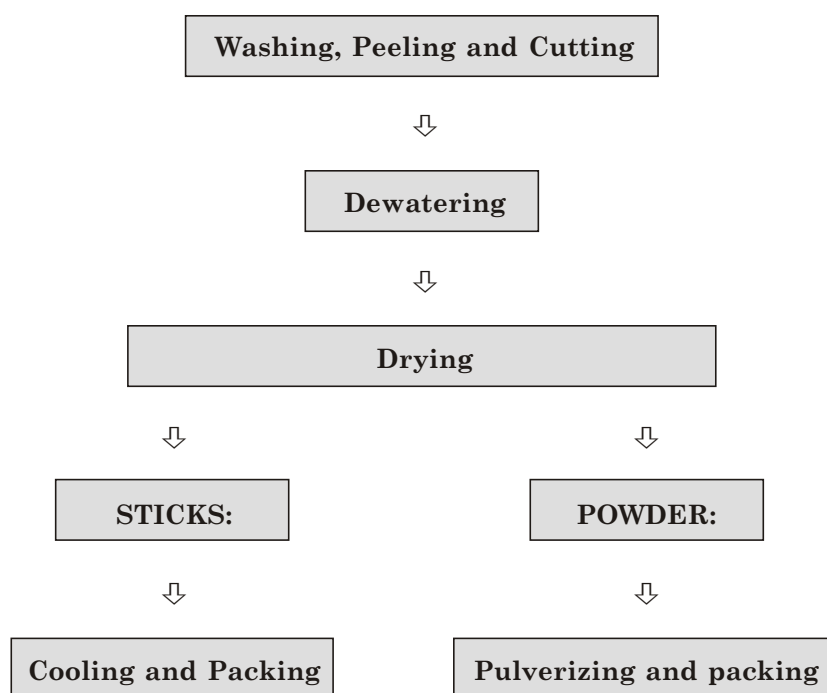 Washing, Peeling and Cutting
Dewatering
Drying
STICKS:
POWDER:
Cooling and Packing
Pulverizing and packing